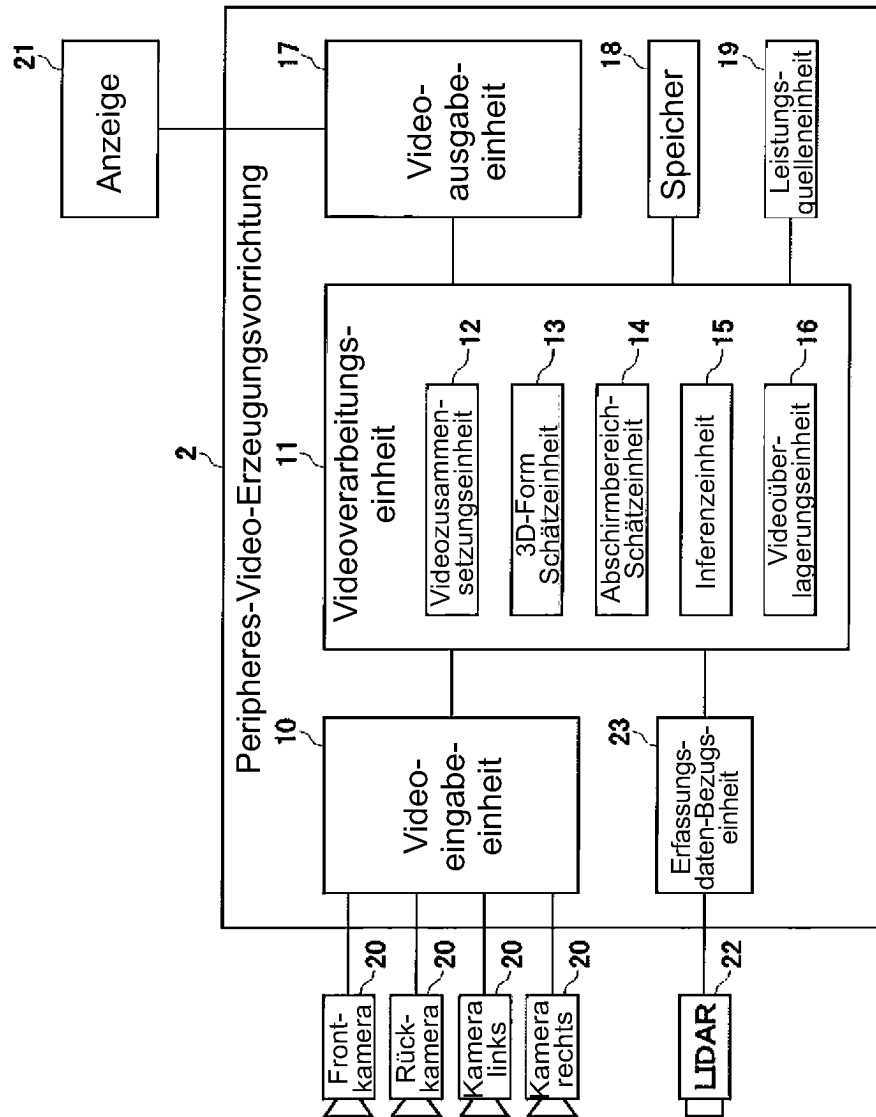 Peripheres-Video-Erzeugungsvorrichtung
2
Front-
kamera
20
Rück-
kamera
20
Kamera
links
20
Kamera
rechts
20
LIDAR
22
10
Video-
eingabe-
einheit
23
Erfassungs-
daten-Bezugs-
einheit
11
Videoverarbeitungs-
einheit
Videozusammen-
setzungseinheit
12
3D-Form
Schätzeinheit
13
Abschirmbereich-
Schätzeinheit
14
Inferenzeinheit
15
Videoüber-
lagerungseinheit
16
Anzeige
21
17
Video-
ausgabe-
einheit
18
Speicher
19
Leistungs-
quelleneinheit